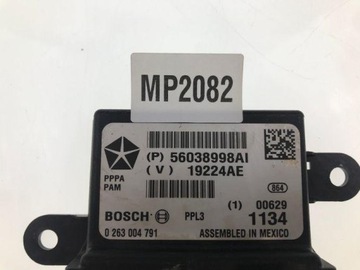 MP2082
(P) 56038998AI
(V) 19224AE
PPPA
PAM
864
(1) 00629
BOSCH PPL3 1134
0 263 004 791 ASSEMBLED IN MEXICO